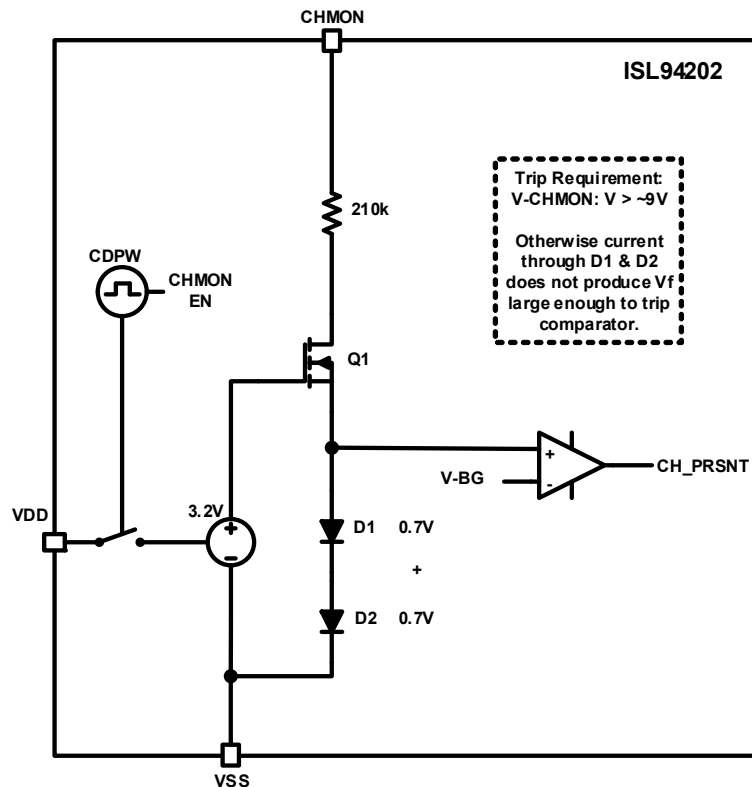 CHMON
ISL94202
Trip Requirement:
V-CHMON: V > ~9V
Otherwise current
through D1 & D2
does not produce Vf
large enough to trip
comparator.
210k
CDPW
CHMON
EN
Q1
+
-
V-BG
CH_PRSNT
VDD
3.2V
+
-
D1 0.7V
+
D2 0.7V
VSS